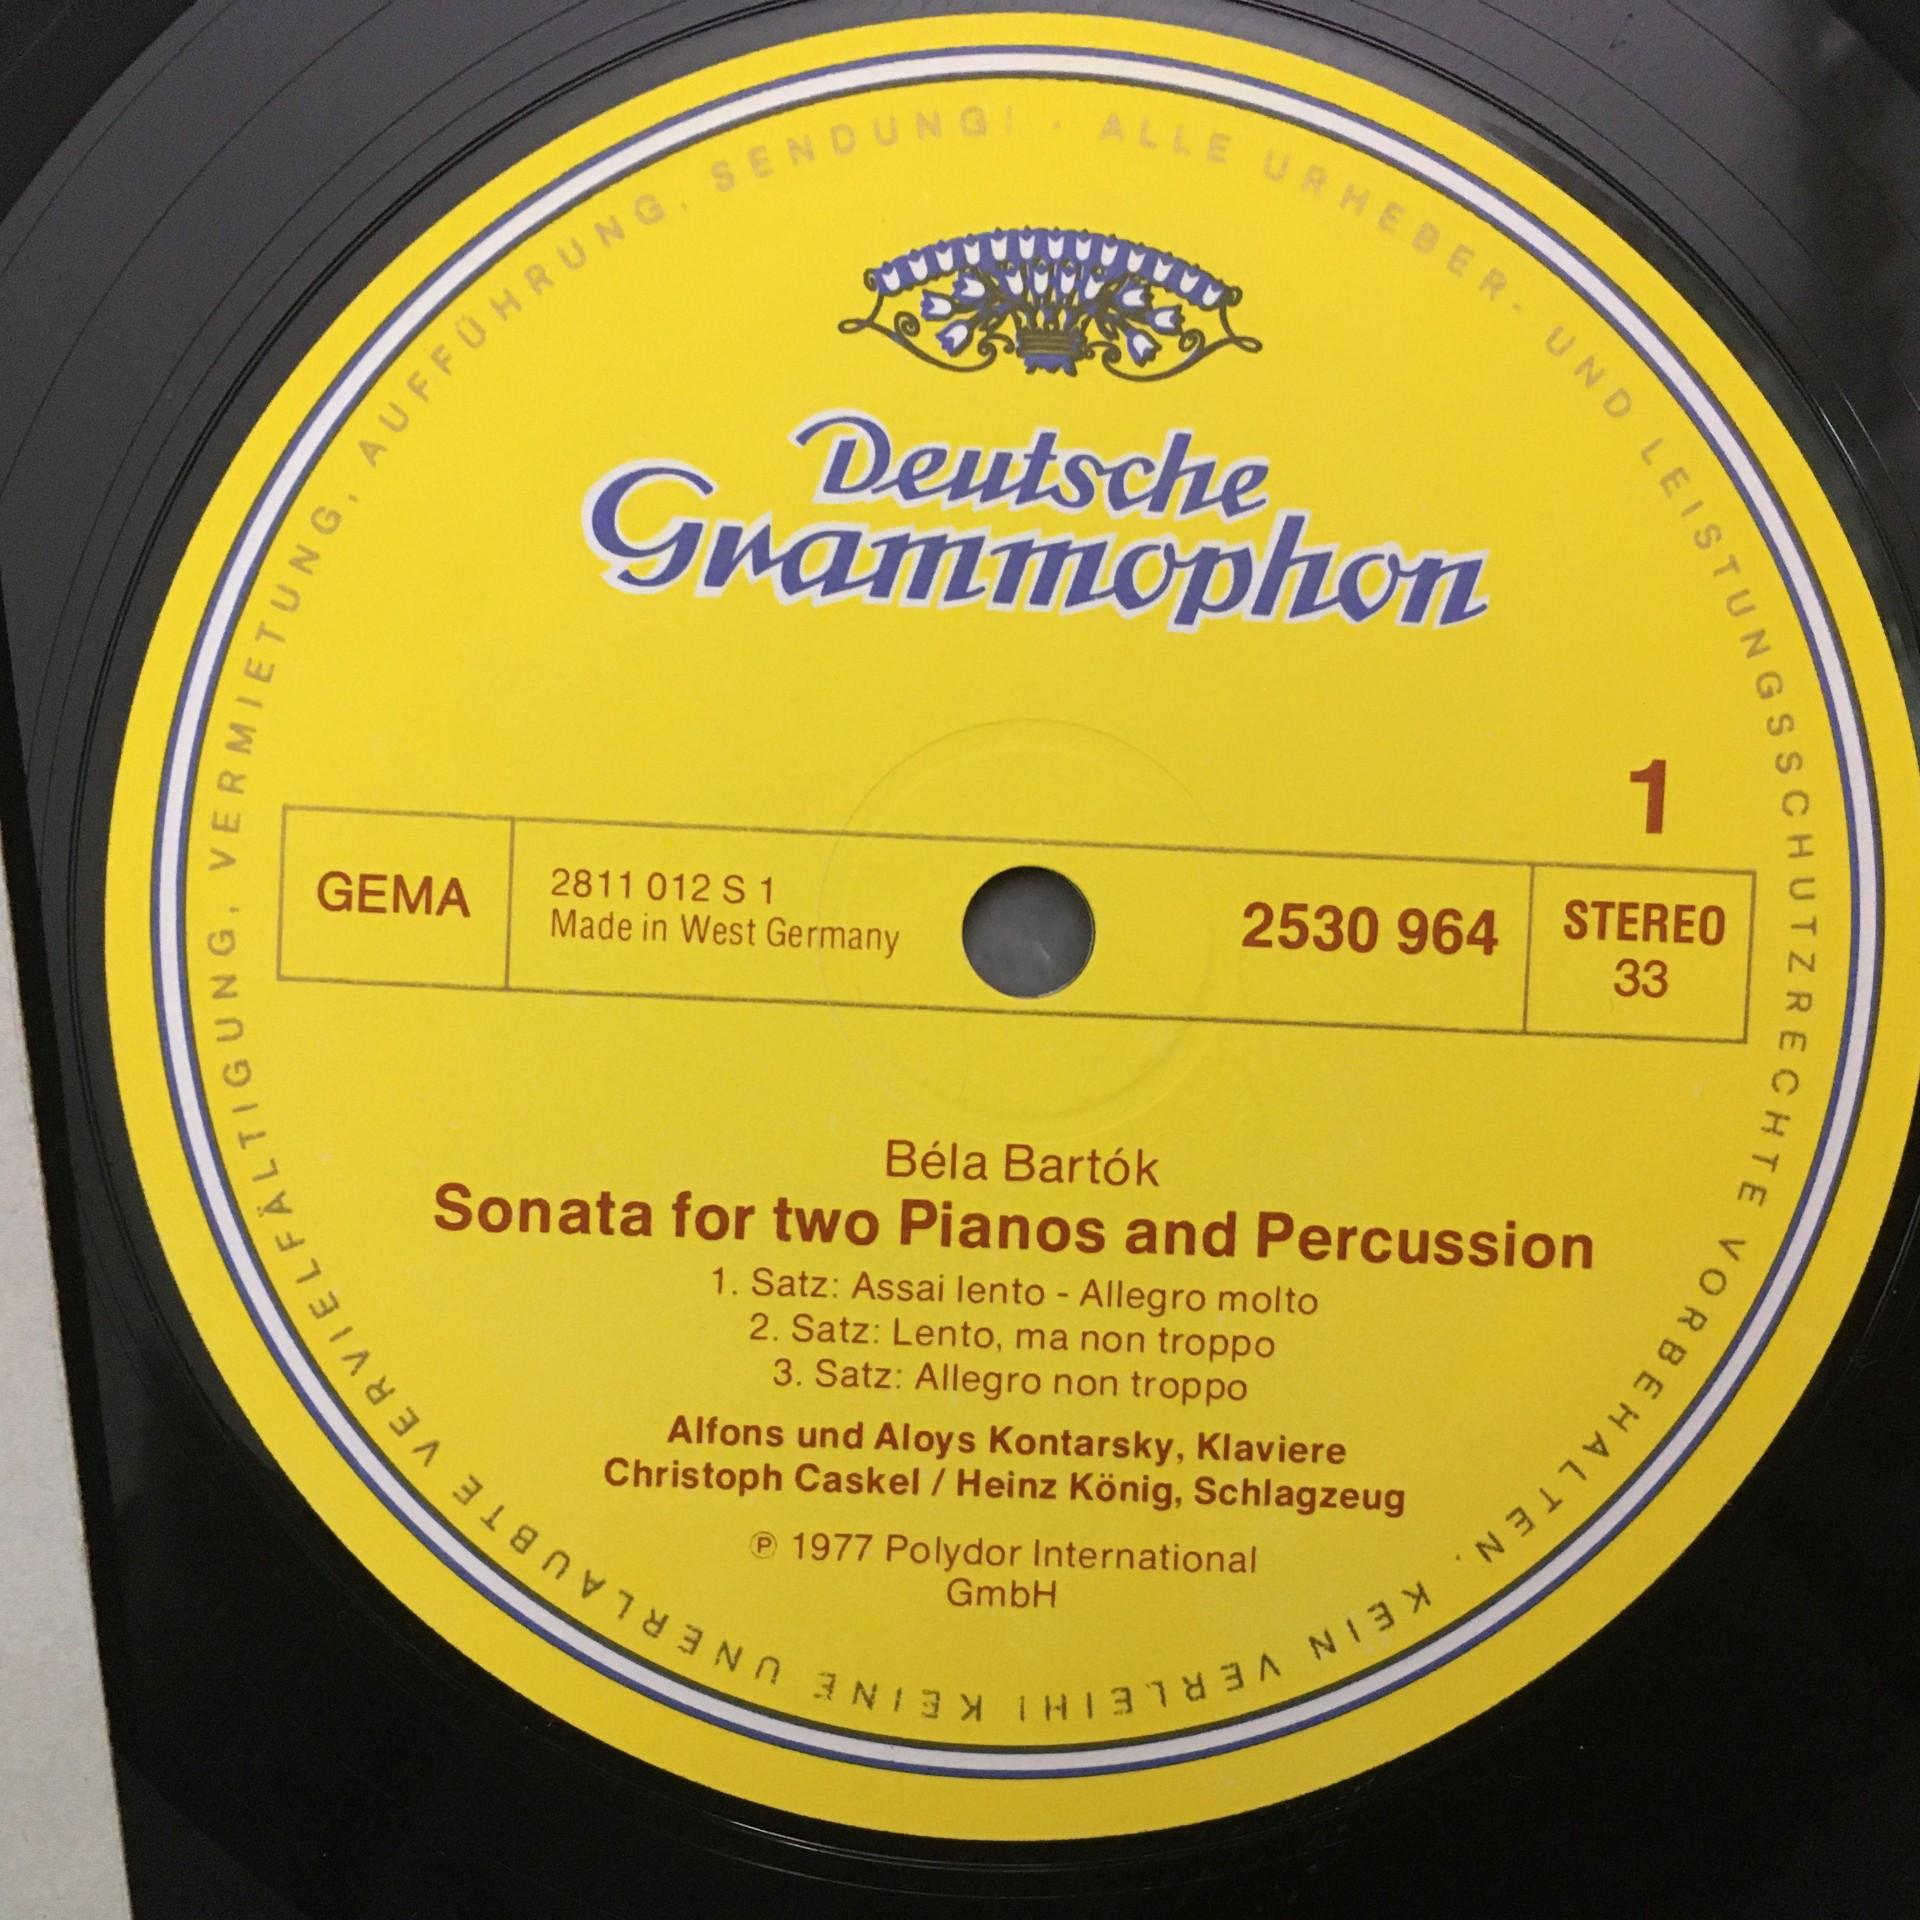 ALLE URHEBER- UND LEISTUNGSSCHUTZRECHTE VORBEHALTEN. KEIN VERLEIH! KEINE UNERLAUBTE VERVIELFÄLTIGUNG, VERMIETUNG, AUFFÜHRUNG, SENDUNG! ·
Deutsche
Grammophon
1
GEMA
2811 012 S 1
Made in West Germany
2530 964
STEREO
33
Béla Bartók
Sonata for two Pianos and Percussion
1. Satz: Assai lento - Allegro molto
2. Satz: Lento, ma non troppo
3. Satz: Allegro non troppo
Alfons und Aloys Kontarsky, Klaviere
Christoph Caskel / Heinz König, Schlagzeug
℗ 1977 Polydor International
GmbH